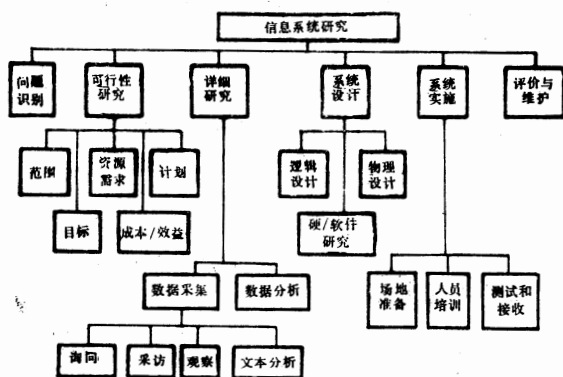 信息系统研究
问题
识别
可行性
研究
详细
研究
系统
设计
系统
实施
评价与
维护
范围
资源
需求
计划
目标
成本/效益
逻辑
设计
物理
设计
硬/软件
研究
数据采集
数据分析
场地
准备
人员
培训
测试和
接收
询问
采访
观察
文本分析